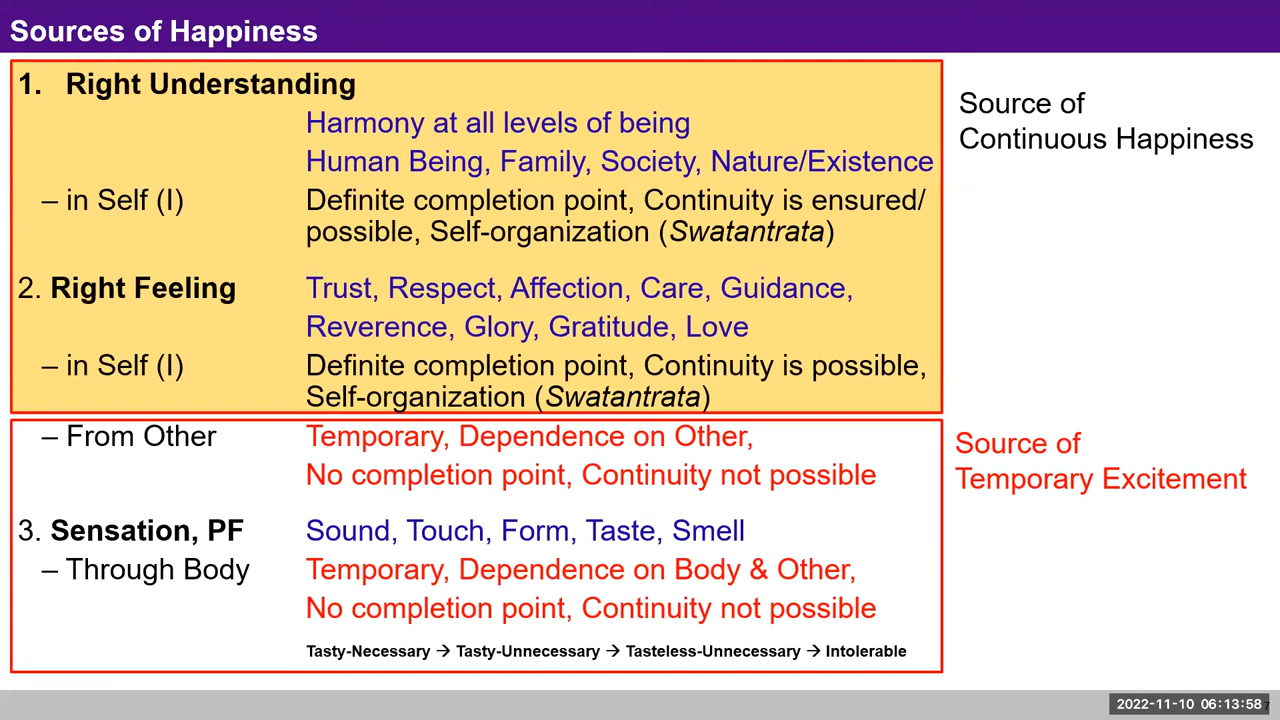 Sources of Happiness
1. Right Understanding
Harmony at all levels of being
Human Being, Family, Society, Nature/Existence
– in Self (I) Definite completion point, Continuity is ensured/
possible, Self-organization (Swatantrata)
2. Right Feeling Trust, Respect, Affection, Care, Guidance,
Reverence, Glory, Gratitude, Love
– in Self (I) Definite completion point, Continuity is possible,
Self-organization (Swatantrata)
Source of
Continuous Happiness
– From Other Temporary, Dependence on Other,
No completion point, Continuity not possible
3. Sensation, PF Sound, Touch, Form, Taste, Smell
– Through Body Temporary, Dependence on Body & Other,
No completion point, Continuity not possible
Tasty-Necessary → Tasty-Unnecessary → Tasteless-Unnecessary → Intolerable
Source of
Temporary Excitement
2022-11-10 06:13:58
7